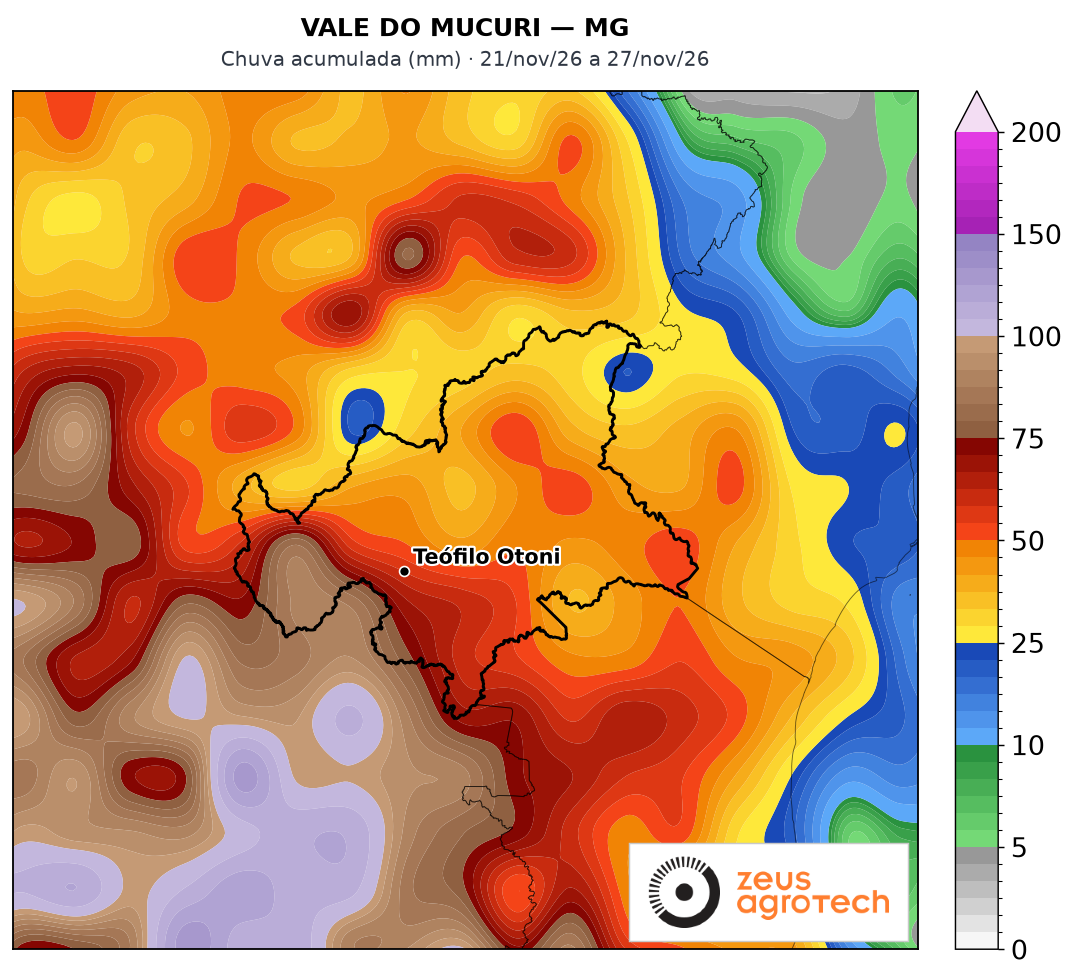 VALE DO MUCURI — MG
Chuva acumulada (mm) · 21/nov/26 a 27/nov/26
200
150
100
75
50
25
10
5
0
Teófilo Otoni
zeus
agrotech